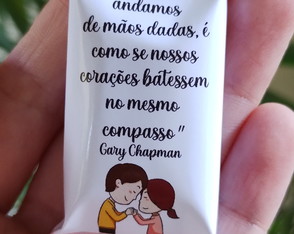 andamos
de mãos dadas, é
como se nossos
corações batessem
no mesmo
compasso"
Gary Chapman